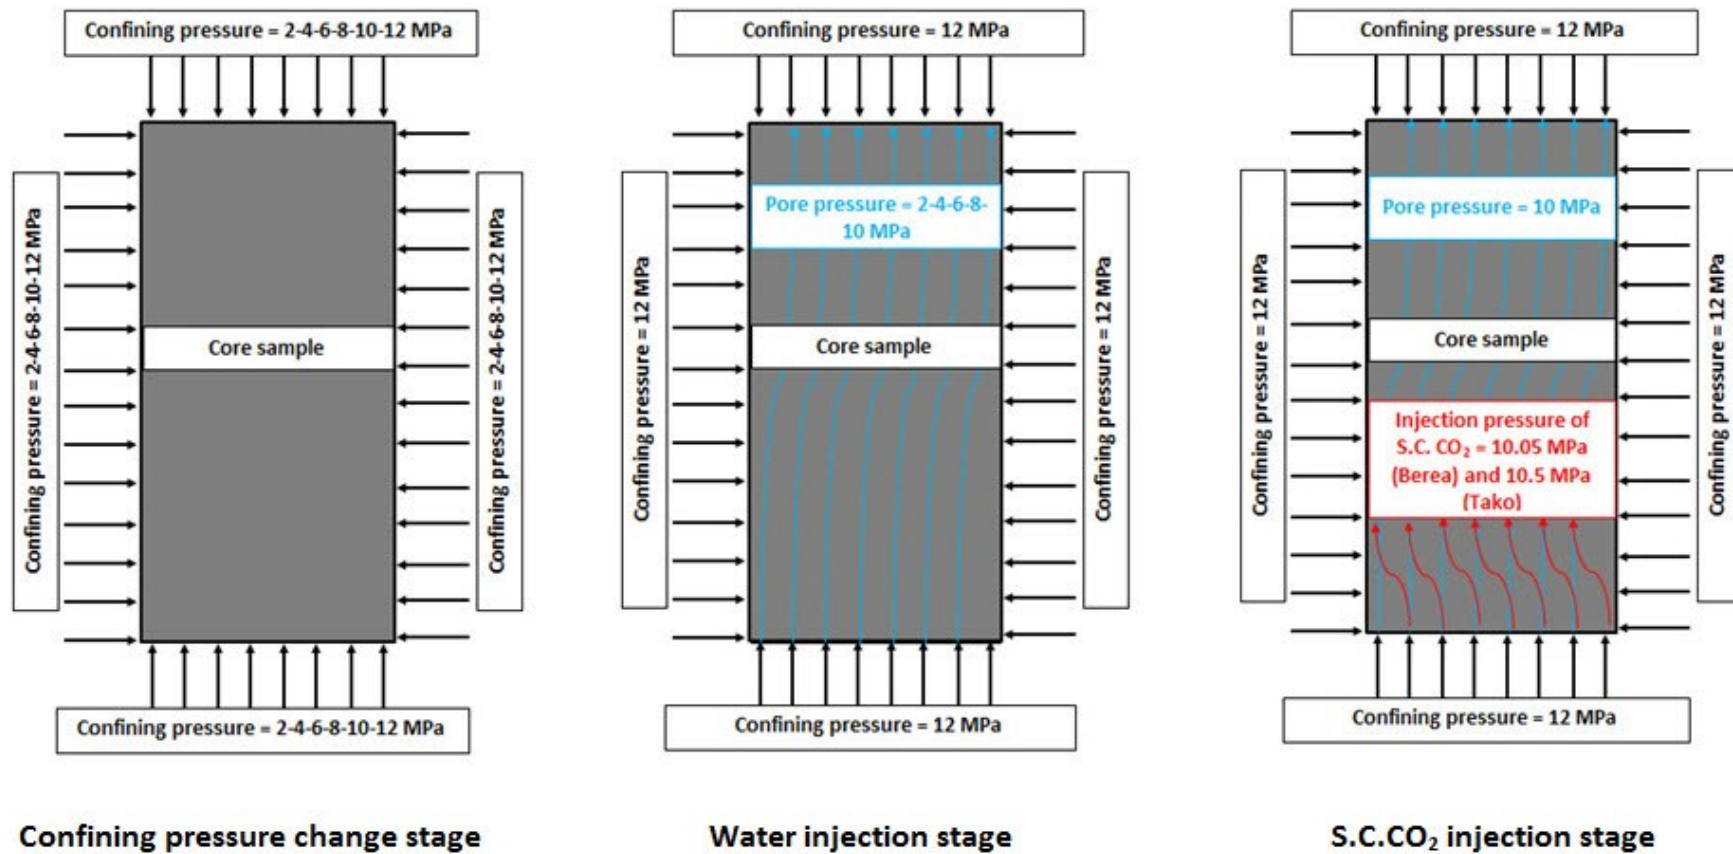 Confining pressure = 2-4-6-8-10-12 MPa
Confining pressure = 2-4-6-8-10-12 MPa
Core sample
Confining pressure = 2-4-6-8-10-12 MPa
Confining pressure = 2-4-6-8-10-12 MPa
Confining pressure change stage
Confining pressure = 12 MPa
Confining pressure = 12 MPa
Pore pressure = 2-4-6-8-
10 MPa
Core sample
Confining pressure = 12 MPa
Confining pressure = 12 MPa
Water injection stage
Confining pressure = 12 MPa
Confining pressure = 12 MPa
Pore pressure = 10 MPa
Core sample
Injection pressure of
S.C. CO₂ = 10.05 MPa
(Berea) and 10.5 MPa
(Tako)
Confining pressure = 12 MPa
Confining pressure = 12 MPa
S.C.CO₂ injection stage